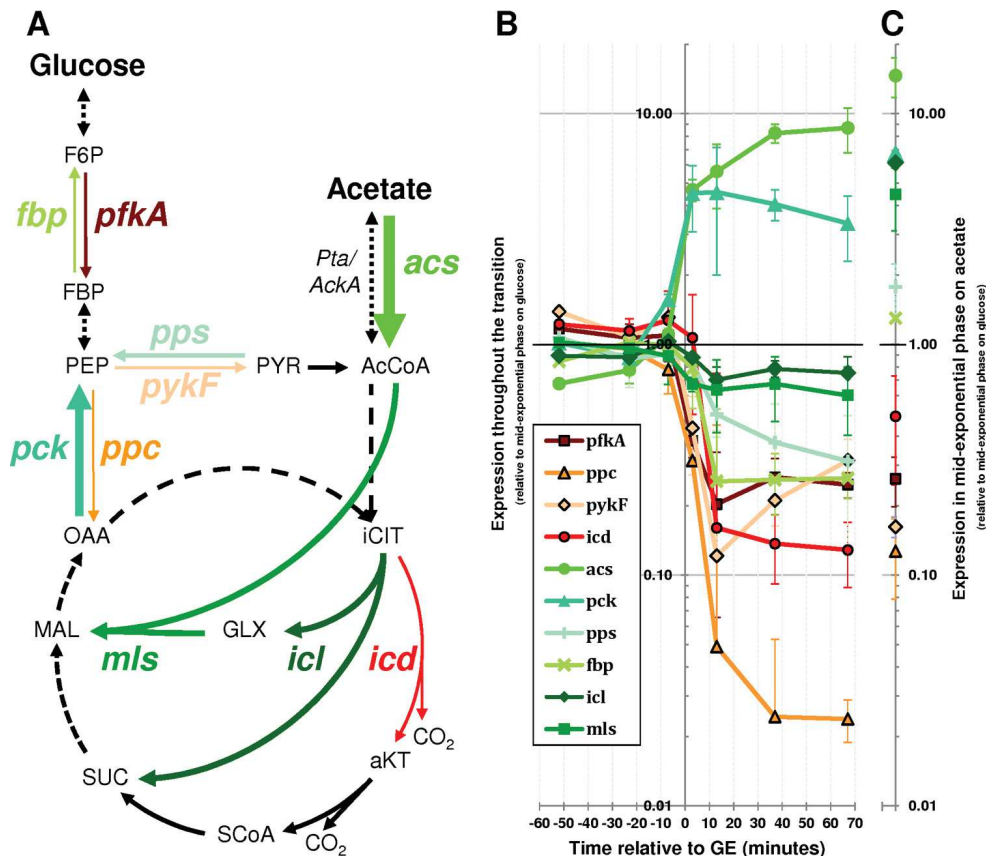 A
Glucose
F6P
fbp
pfkA
FBP
PEP
pps
pykF
PYR
Acetate
Pta/
AckA
acs
AcCoA
pck
ppc
OAA
iCIT
MAL
mls
GLX
icl
icd
CO2
aKT
SUC
SCoA
CO2
B
Expression throughout the transition
(relative to mid-exponential phase on glucose)
10.00
1.00
0.10
0.01
pfkA
ppc
pykF
icd
acs
pck
pps
fbp
icl
mls
-60 -50 -40 -30 -20 -10 0 10 20 30 40 50 60 70
Time relative to GE (minutes)
C
10.00
1.00
0.10
0.01
Expression in mid-exponential phase on acetate
(relative to mid-exponential phase on glucose)